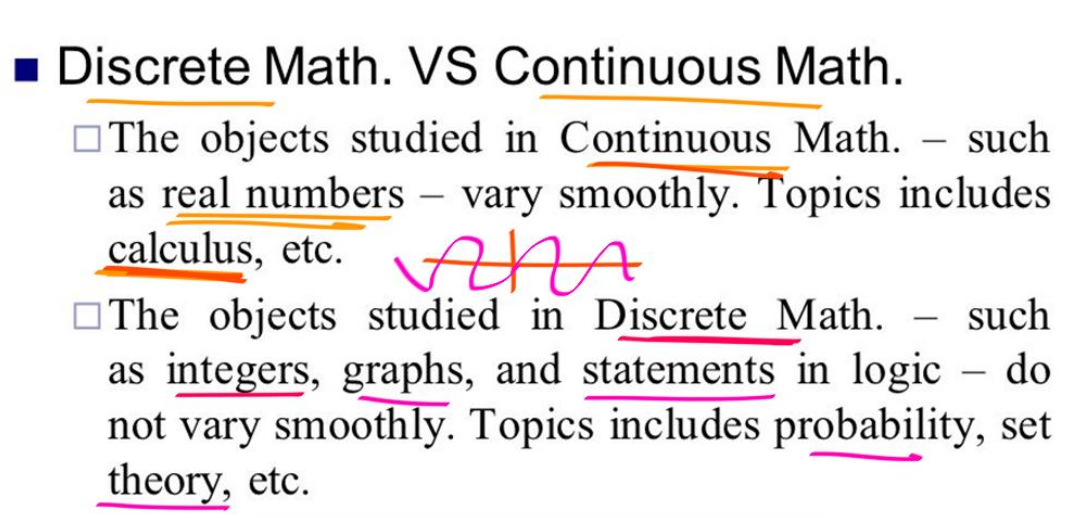 Discrete Math. VS Continuous Math.
The objects studied in Continuous Math. – such
as real numbers – vary smoothly. Topics includes
calculus, etc.
The objects studied in Discrete Math. – such
as integers, graphs, and statements in logic – do
not vary smoothly. Topics includes probability, set
theory, etc.